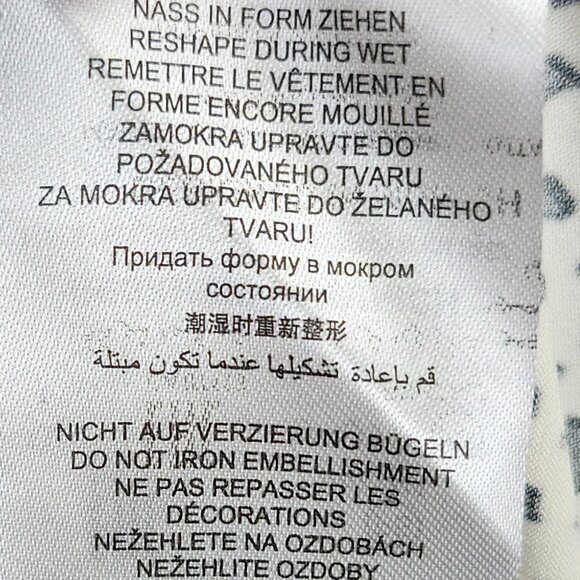 NASS IN FORM ZIEHEN
RESHAPE DURING WET
REMETTRE LE VÊTEMENT EN
FORME ENCORE MOUILLÉ
ZAMOKRA UPRAVTE DO
POŽADOVANÉHO TVARU
ZA MOKRA UPRAVTE DO ŽELANÉHO
TVARU!
Придать форму в мокром
состоянии
潮湿时重新整形
قم بإعادة تشكيلها عندما تكون مبتلة
NICHT AUF VERZIERUNG BÜGELN
DO NOT IRON EMBELLISHMENT
NE PAS REPASSER LES
DÉCORATIONS
NEŽEHLETE NA OZDOBÁCH
NEŽEHLITE OZDOBY